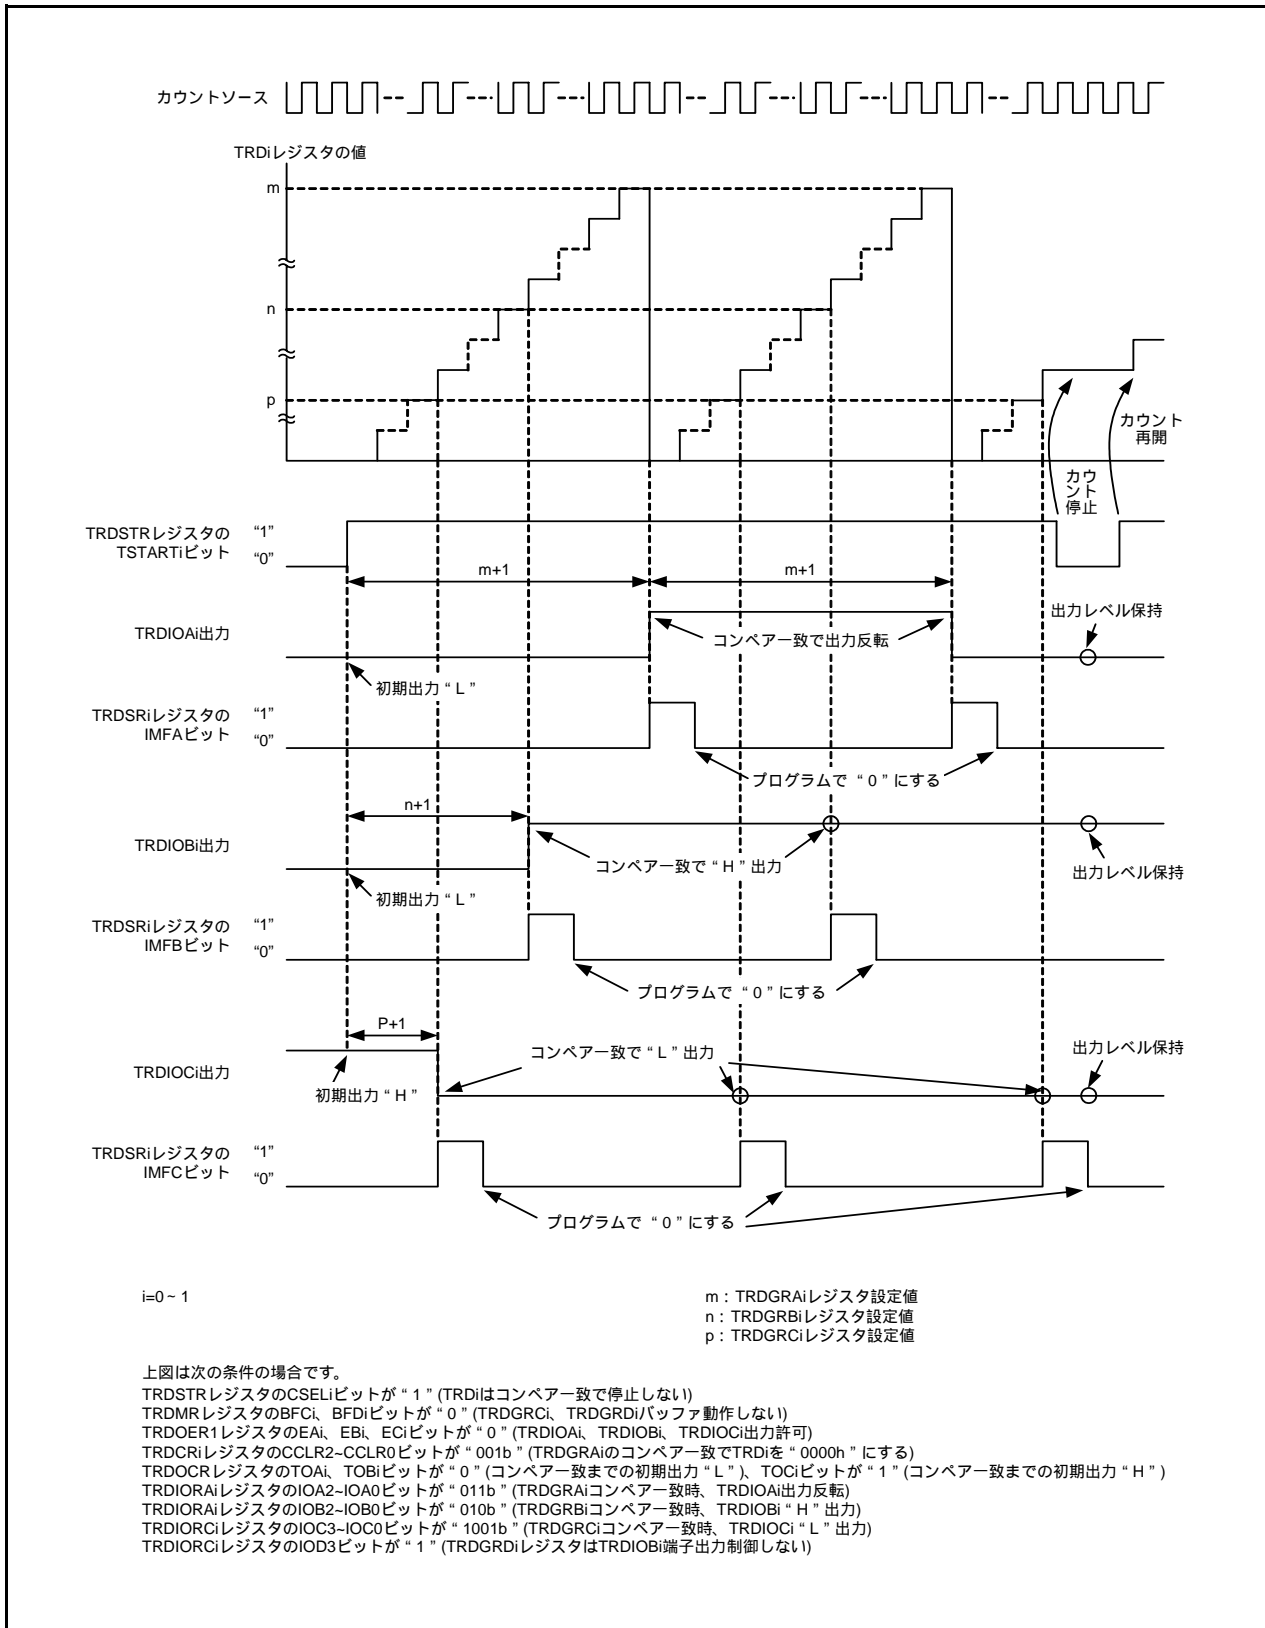 カウントソース
TRDiレジスタの値
m
n
p
カウント
再開
カウ
ント
停止
TRDSTRレジスタの
TSTARTiビット
“1”
“0”
m+1
m+1
TRDIOAi出力
コンペア一致で出力反転
出力レベル保持
初期出力“L”
TRDSRiレジスタの
IMFAビット
“1”
“0”
プログラムで“0”にする
n+1
TRDIOBi出力
コンペア一致で“H”出力
出力レベル保持
初期出力“L”
TRDSRiレジスタの
IMFBビット
“1”
“0”
プログラムで“0”にする
P+1
TRDIOCi出力
コンペア一致で“L”出力
出力レベル保持
初期出力“H”
TRDSRiレジスタの
IMFCビット
“1”
“0”
プログラムで“0”にする
i=0~1
m:TRDGRAiレジスタ設定値
n:TRDGRBiレジスタ設定値
p:TRDGRCiレジスタ設定値
上図は次の条件の場合です。
TRDSTRレジスタのCSELiビットが“1”(TRDiはコンペア一致で停止しない)
TRDMRレジスタのBFCi、BFDiビットが“0”(TRDGRCi、TRDGRDiバッファ動作しない)
TRDOER1レジスタのEAi、EBi、ECiビットが“0”(TRDIOAi、TRDIOBi、TRDIOCi出力許可)
TRDCRiレジスタのCCLR2~CCLR0ビットが“001b”(TRDGRAiのコンペア一致でTRDiを“0000h”にする)
TRDOCRレジスタのTOAi、TOBiビットが“0”(コンペア一致までの初期出力“L”)、TOCiビットが“1”(コンペア一致までの初期出力“H”)
TRDIORAiレジスタのIOA2~IOA0ビットが“011b”(TRDGRAiコンペア一致時、TRDIOAi出力反転)
TRDIORAiレジスタのIOB2~IOB0ビットが“010b”(TRDGRBiコンペア一致時、TRDIOBi“H”出力)
TRDIORCiレジスタのIOC3~IOC0ビットが“1001b”(TRDGRCiコンペア一致時、TRDIOCi“L”出力)
TRDIORCiレジスタのIOD3ビットが“1”(TRDGRDiレジスタはTRDIOBi端子出力制御しない)